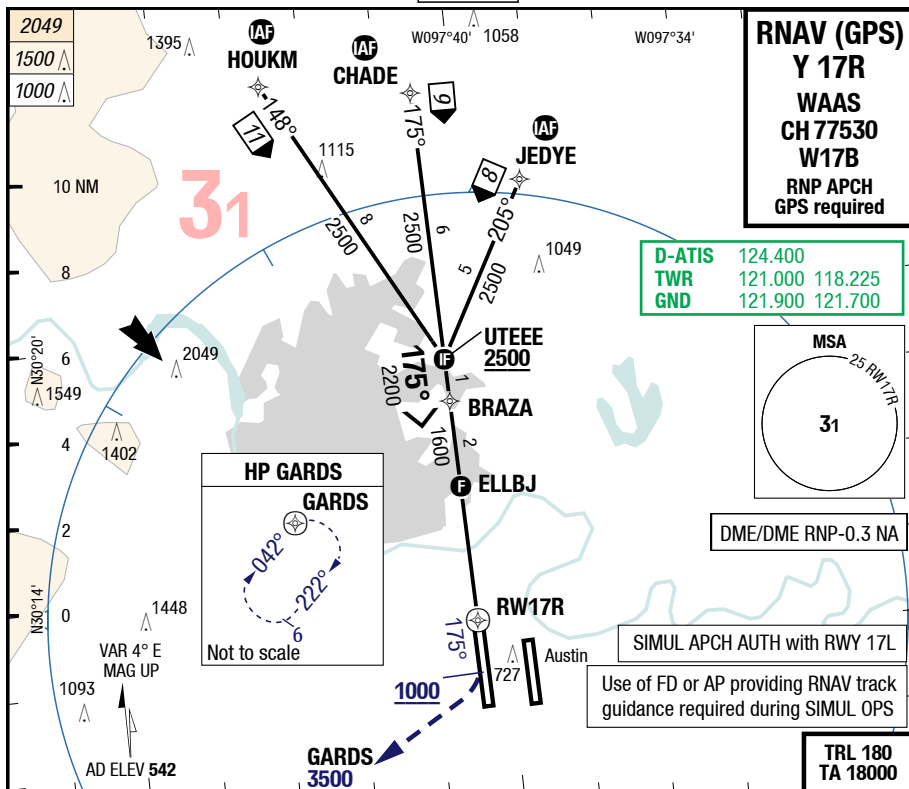 2049
1500
1000
1395
IAF
HOUKM
IAF
CHADE
W097°40'
1058
W097°34'
IAF
JEDYE
RNAV (GPS)
Y 17R
WAAS
CH 77530
W17B
RNP APCH
GPS required
148°
11
175°
9
8
205°
1115
10 NM
31
8
2500
6
2500
5
2500
1049
D-ATIS 124.400
TWR 121.000 118.225
GND 121.900 121.700
8
6
4
2
0
N30°20'
N30°14'
2049
1549
1402
UTEEE
2500
IF
175°
2200
1
BRAZA
1600
2
F
ELLBJ
MSA
25 RW17R
31
HP GARDS
GARDS
042°
222°
6
Not to scale
DME/DME RNP-0.3 NA
1448
VAR 4° E
MAG UP
1093
AD ELEV 542
RW17R
175°
1000
727
Austin
GARDS
3500
SIMUL APCH AUTH with RWY 17L
Use of FD or AP providing RNAV track
guidance required during SIMUL OPS
TRL 180
TA 18000